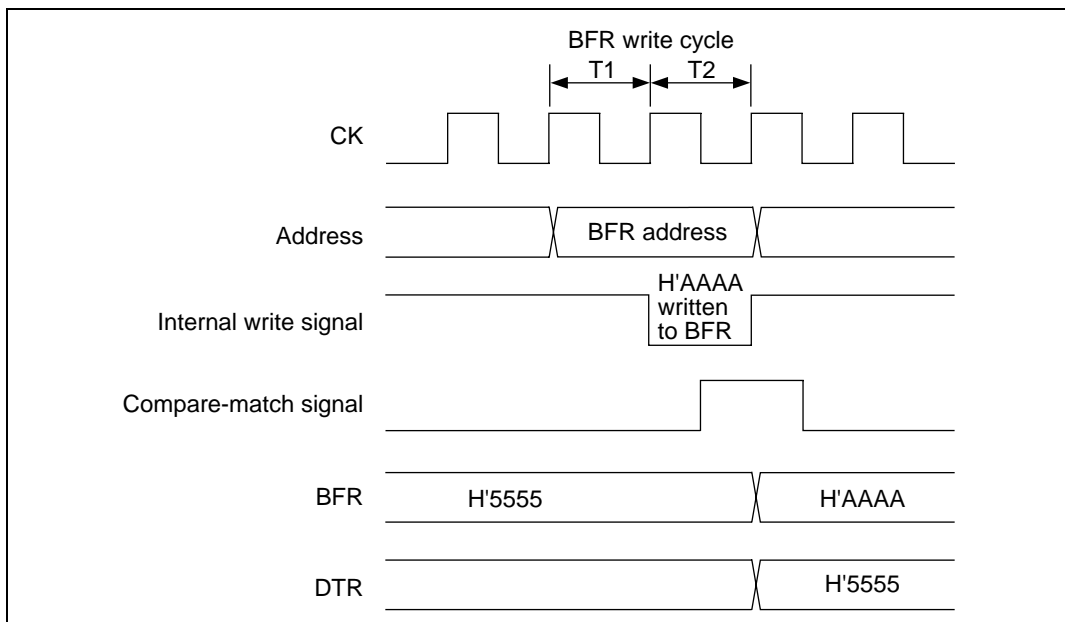 BFR write cycle
T1 T2
CK
Address
BFR address
Internal write signal
H'AAAA
written
to BFR
Compare-match signal
BFR
H'5555
H'AAAA
DTR
H'5555